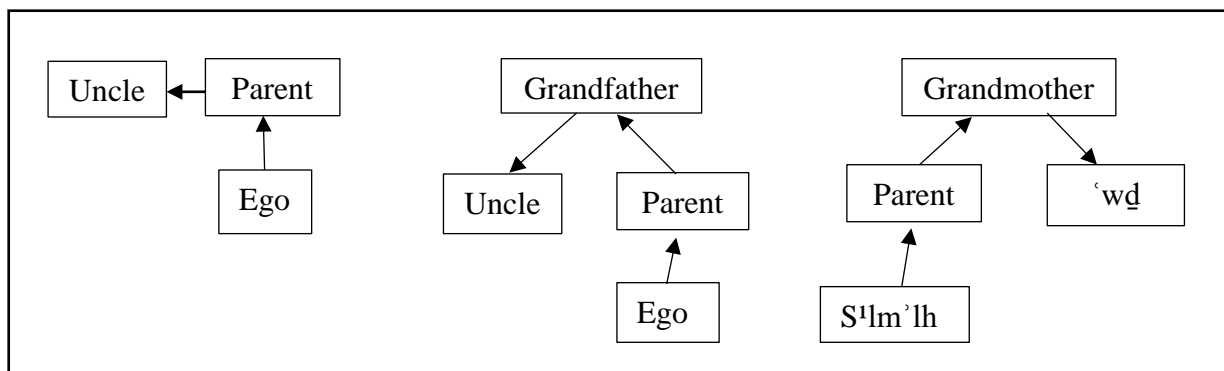 Uncle
Parent
Ego
Grandfather
Uncle
Parent
Ego
Grandmother
Parent
ʿwḏ
S¹lmʾlh